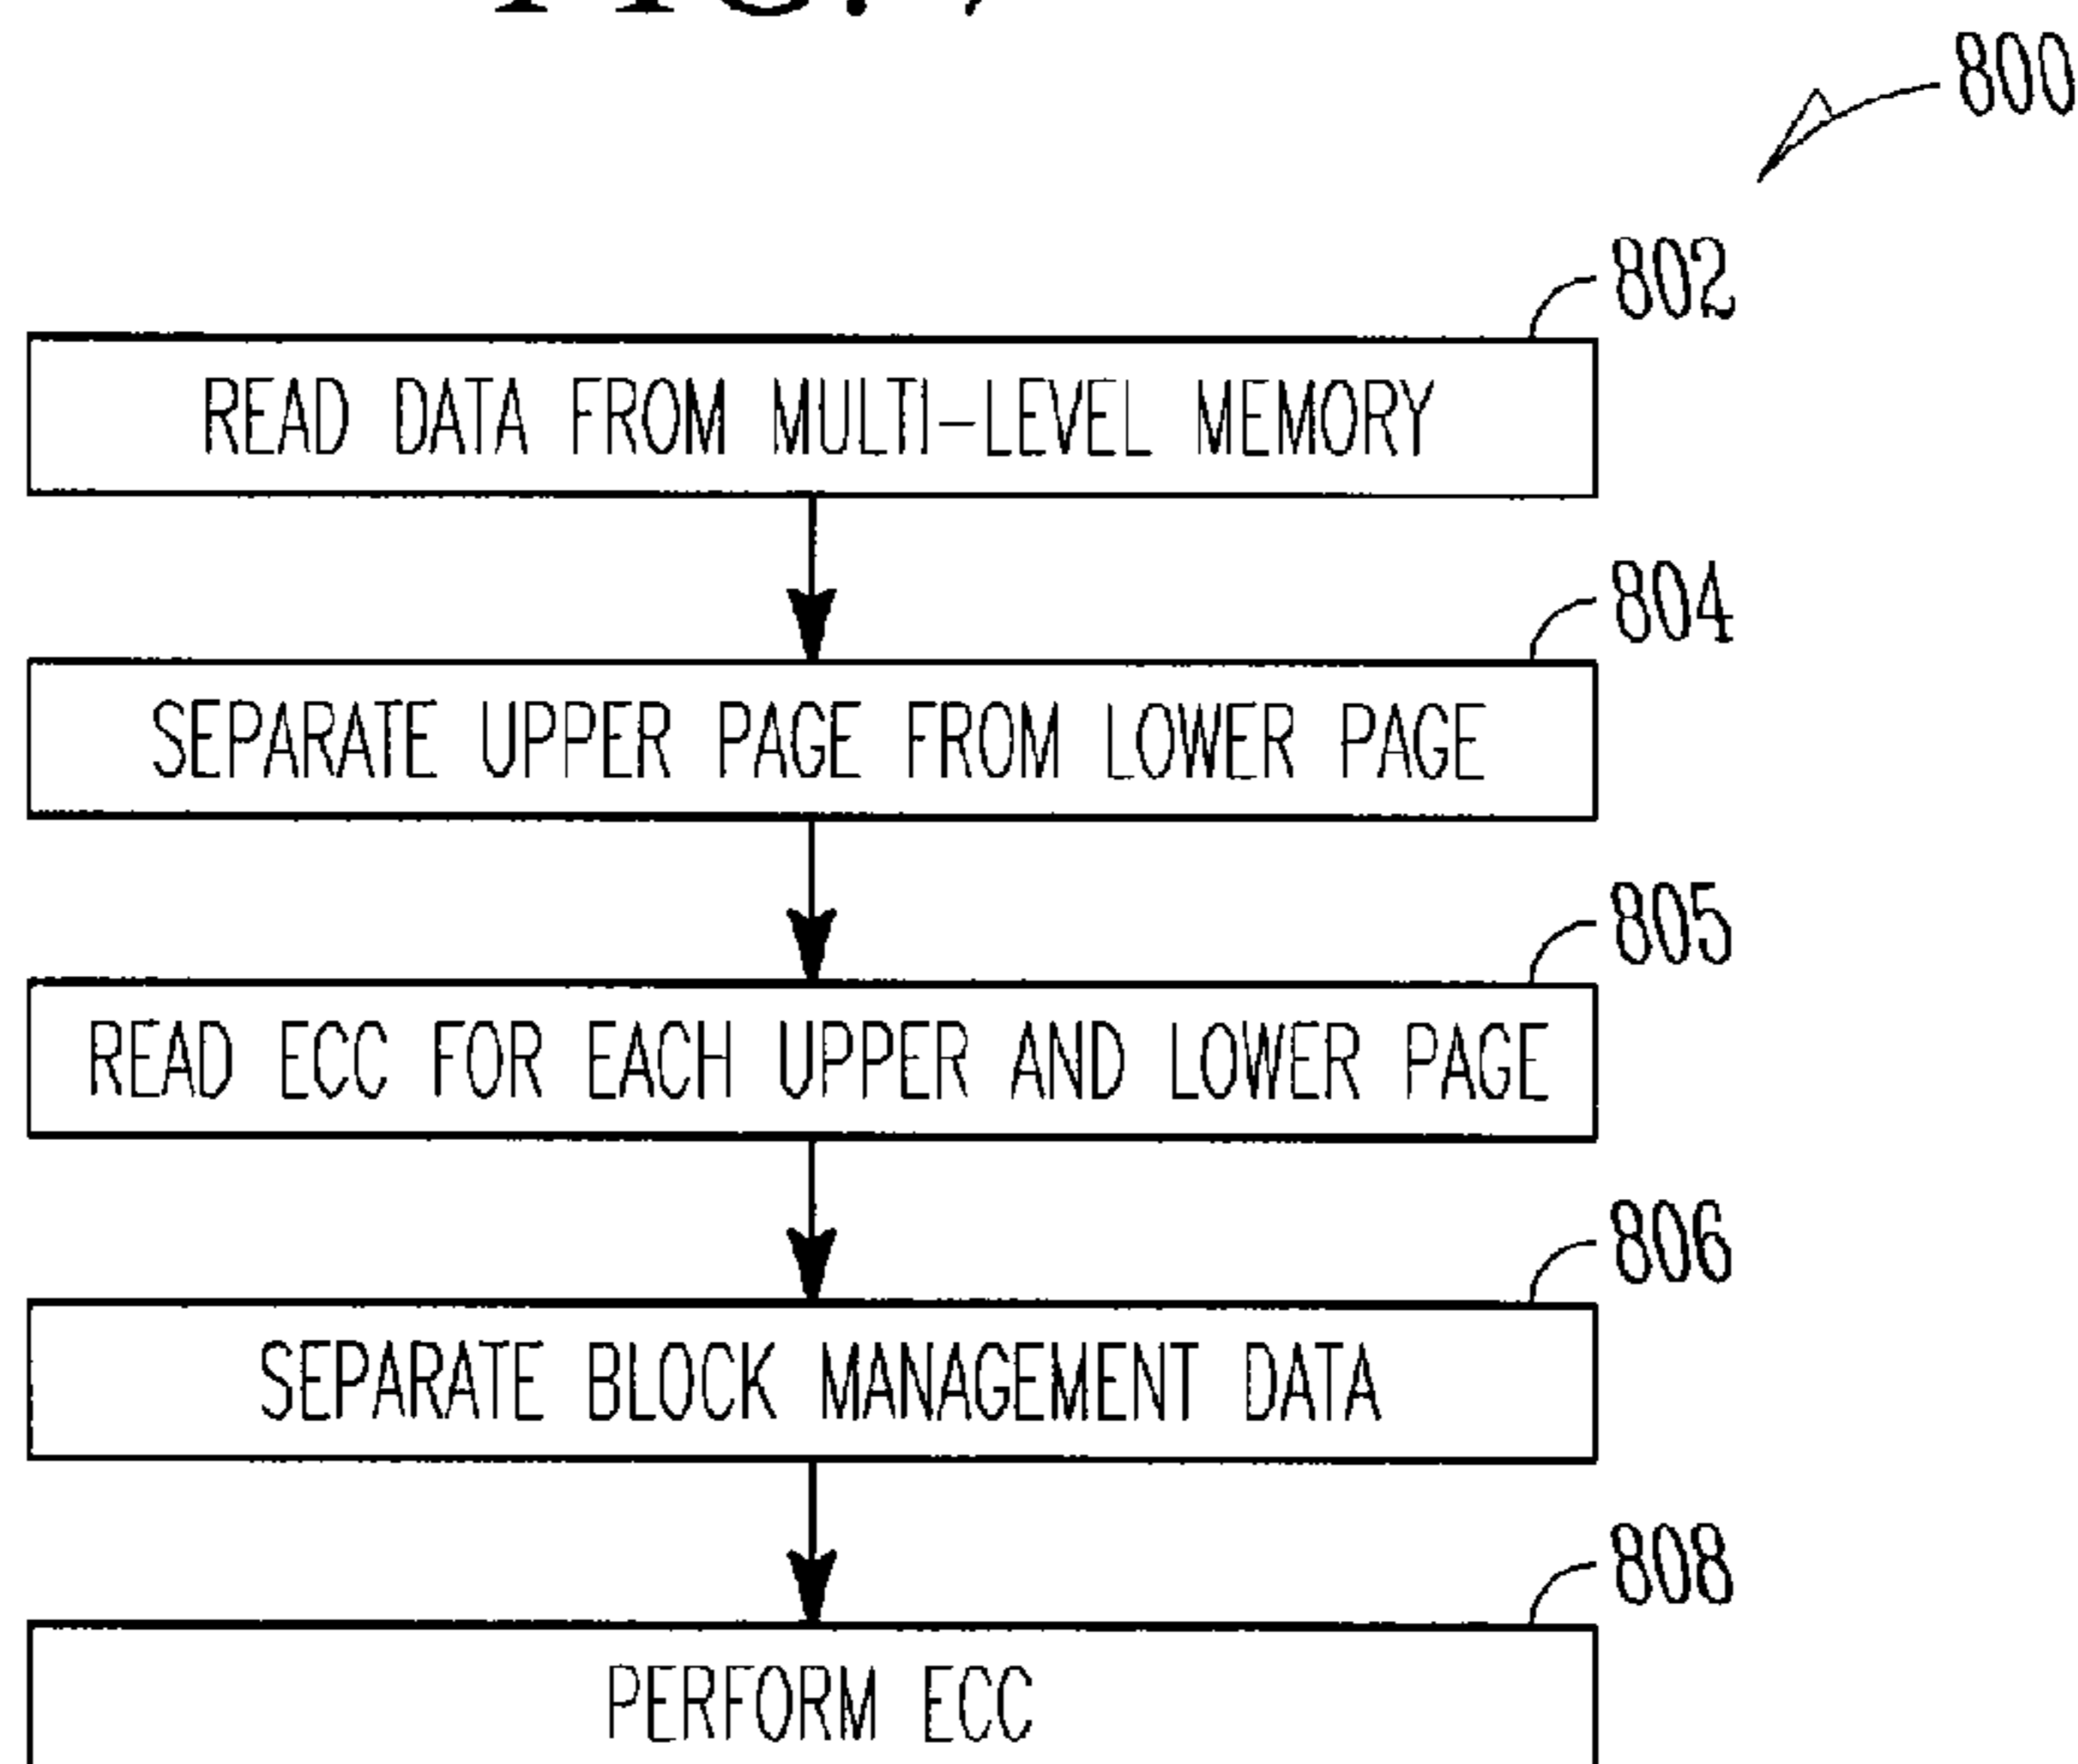 800
802
READ DATA FROM MULTI-LEVEL MEMORY
804
SEPARATE UPPER PAGE FROM LOWER PAGE
805
READ ECC FOR EACH UPPER AND LOWER PAGE
806
SEPARATE BLOCK MANAGEMENT DATA
808
PERFORM ECC